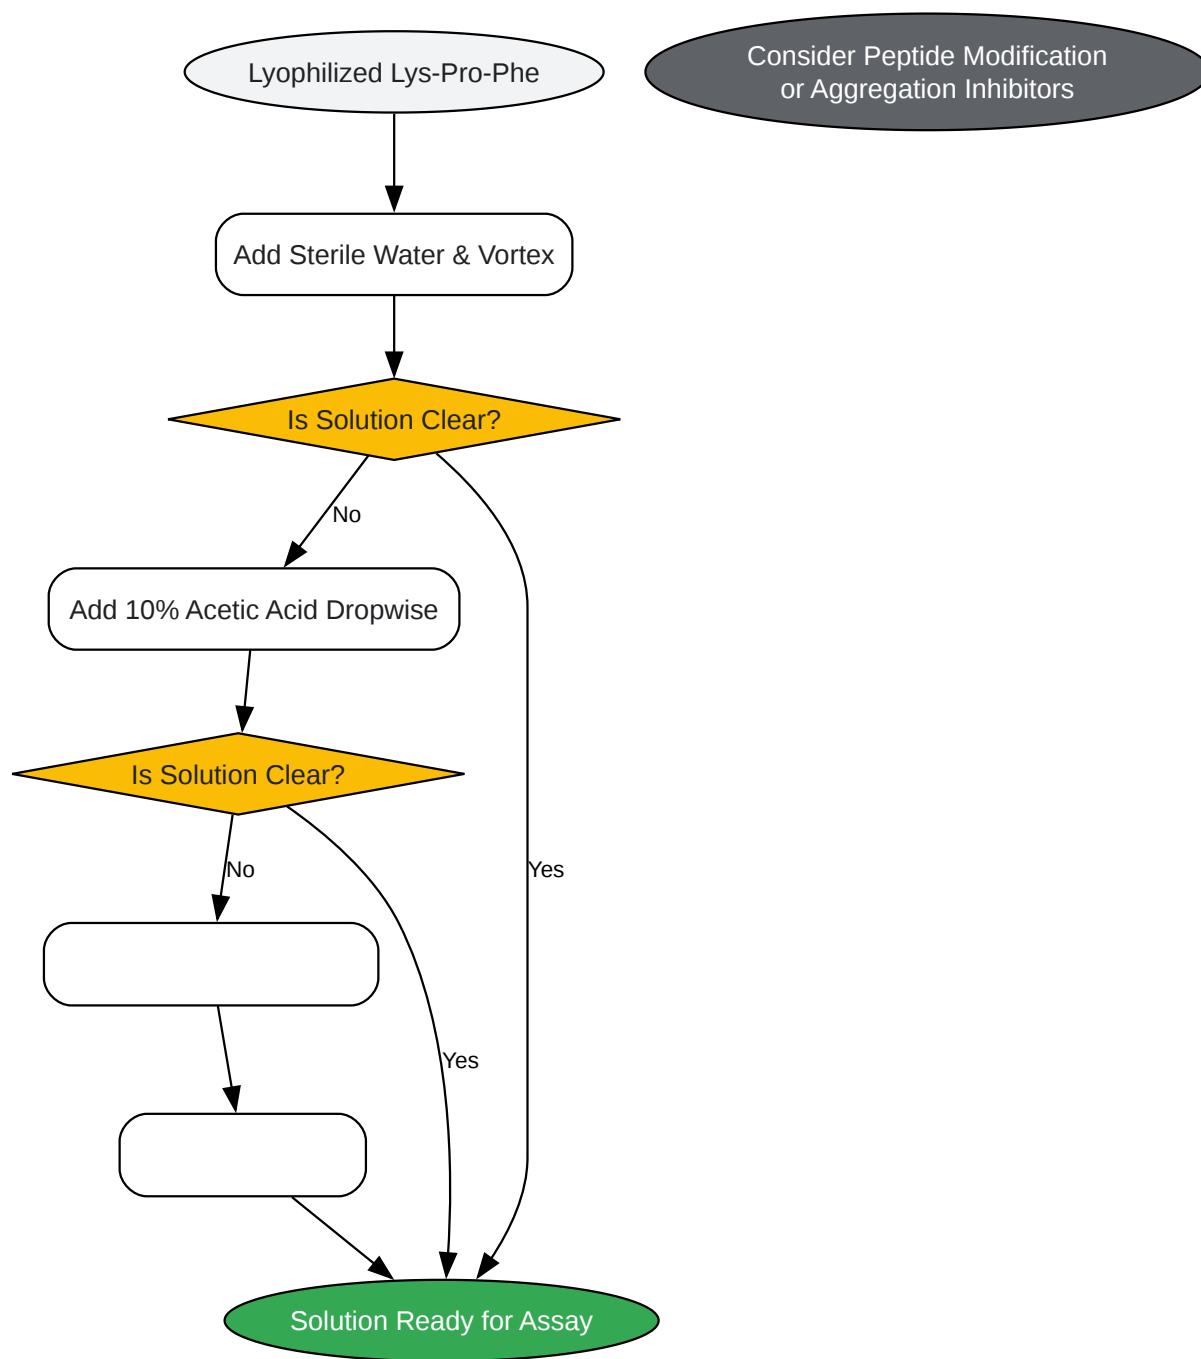 Lyophilized Lys-Pro-Phe
Consider Peptide Modification
or Aggregation Inhibitors
Add Sterile Water & Vortex
Is Solution Clear?
No
Add 10% Acetic Acid Dropwise
Is Solution Clear?
No
Yes
Yes
Solution Ready for Assay